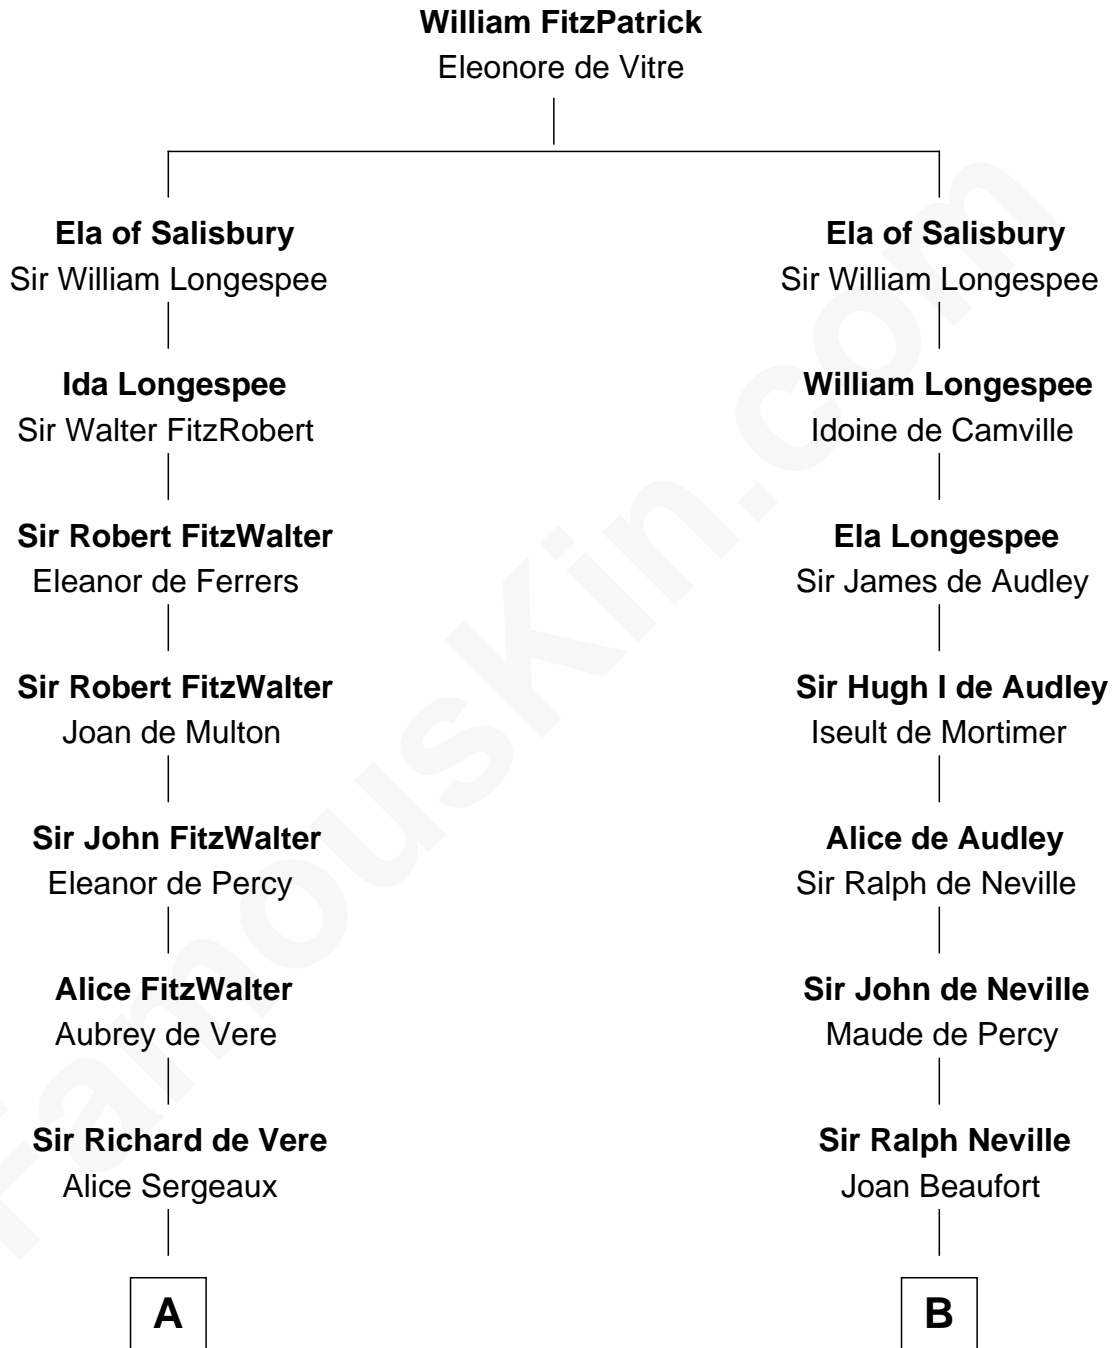 William FitzPatrick
Eleonore de Vitre
Ela of Salisbury
Sir William Longespee
Ela of Salisbury
Sir William Longespee
Ida Longespee
Sir Walter FitzRobert
William Longespee
Idoine de Camville
Sir Robert FitzWalter
Eleanor de Ferrers
Ela Longespee
Sir James de Audley
Sir Robert FitzWalter
Joan de Multon
Sir Hugh I de Audley
Iseult de Mortimer
Sir John FitzWalter
Eleanor de Percy
Alice de Audley
Sir Ralph de Neville
Alice FitzWalter
Aubrey de Vere
Sir John de Neville
Maude de Percy
Sir Richard de Vere
Alice Sergeaux
Sir Ralph Neville
Joan Beaufort
A
B
FamousKin.com